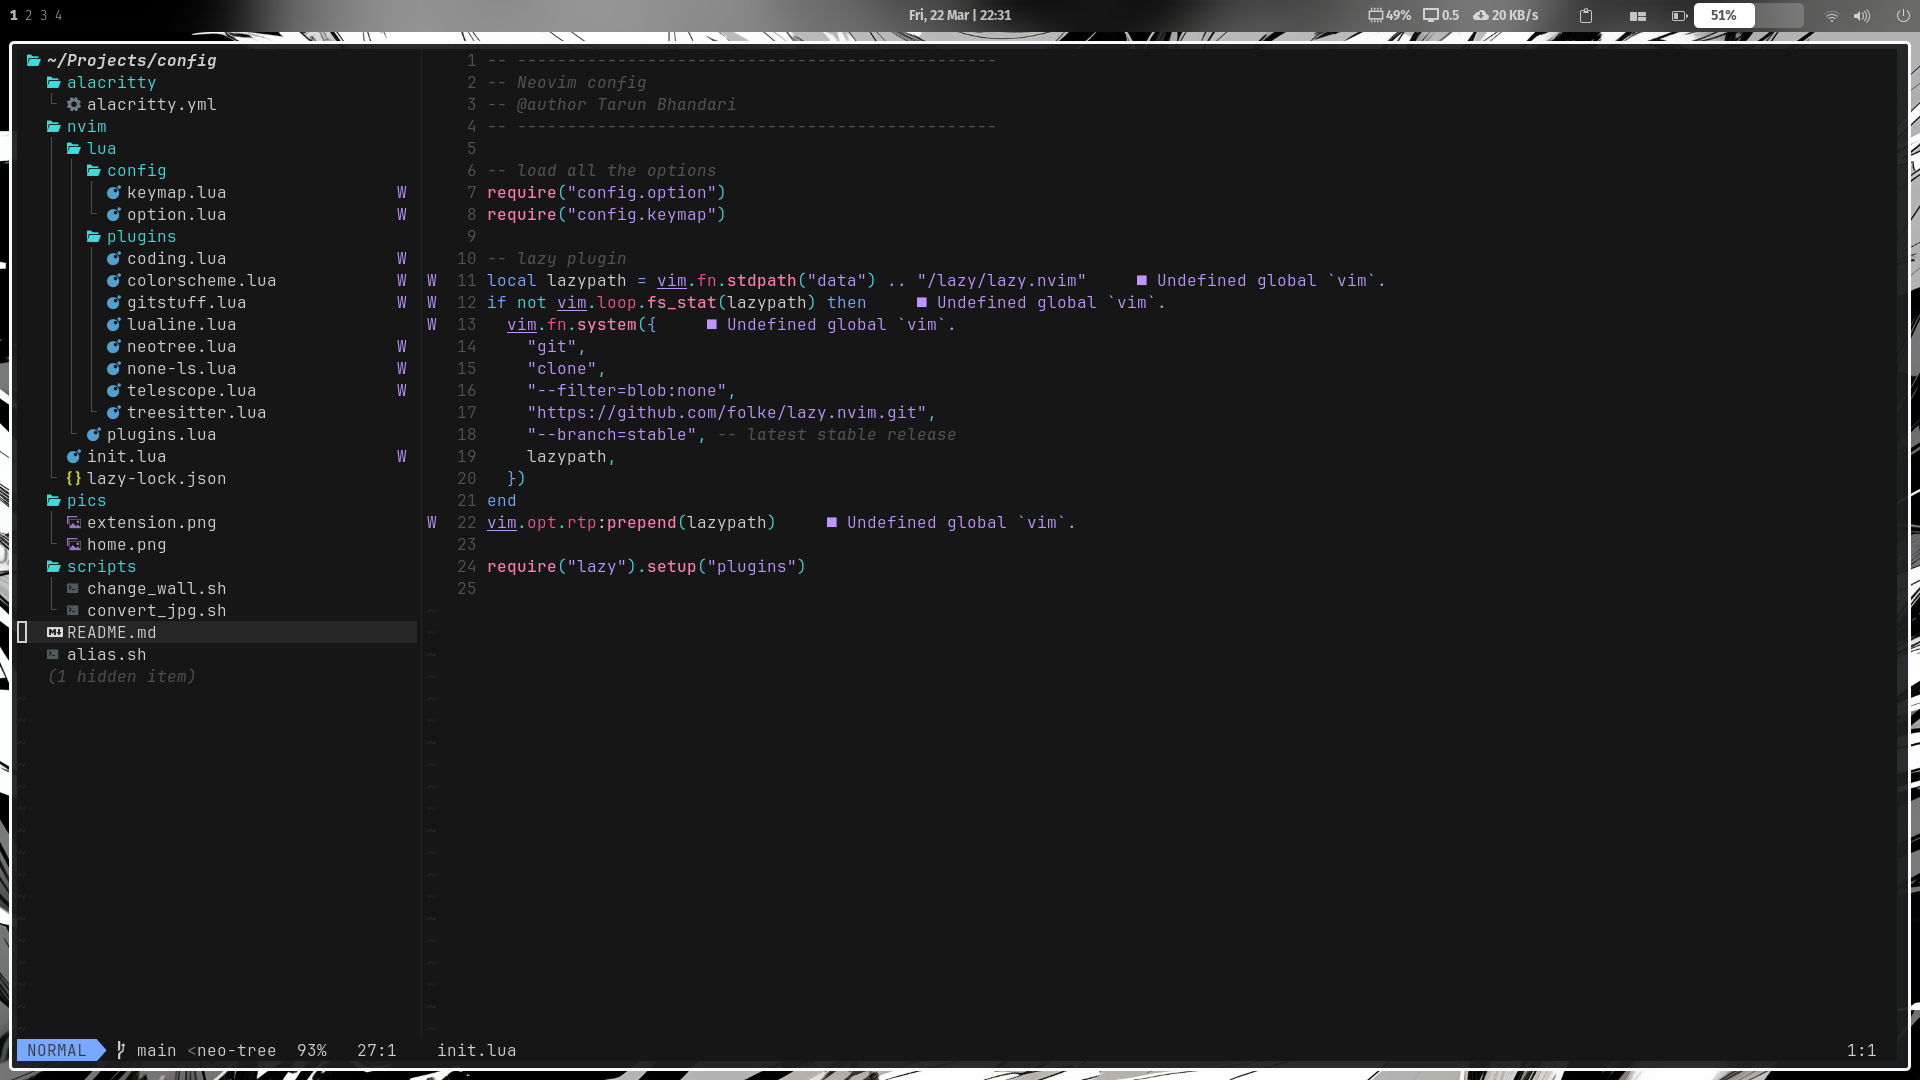 1 2 3 4
Fri, 22 Mar | 22:31
49% 0.5 20 KB/s 51%
~/Projects/config
alacritty
alacritty.yml
nvim
lua
config
keymap.lua W
option.lua W
plugins
coding.lua W
colorscheme.lua W
gitstuff.lua W
lualine.lua
neotree.lua W
none-ls.lua W
telescope.lua W
treesitter.lua
plugins.lua
init.lua W
{} lazy-lock.json
pics
extension.png
home.png
scripts
change_wall.sh
convert_jpg.sh
README.md
alias.sh
(1 hidden item)
1 -- ------------------------------------------------
2 -- Neovim config
3 -- @author Tarun Bhandari
4 -- ------------------------------------------------
5
6 -- load all the options
7 require("config.option")
8 require("config.keymap")
9
10 -- lazy plugin
W 11 local lazypath = vim.fn.stdpath("data") .. "/lazy/lazy.nvim" ■ Undefined global `vim`.
W 12 if not vim.loop.fs_stat(lazypath) then ■ Undefined global `vim`.
W 13 vim.fn.system({ ■ Undefined global `vim`.
14 "git",
15 "clone",
16 "--filter=blob:none",
17 "https://github.com/folke/lazy.nvim.git",
18 "--branch=stable", -- latest stable release
19 lazypath,
20 })
21 end
W 22 vim.opt.rtp:prepend(lazypath) ■ Undefined global `vim`.
23
24 require("lazy").setup("plugins")
25
NORMAL main <neo-tree 93% 27:1 init.lua 1:1